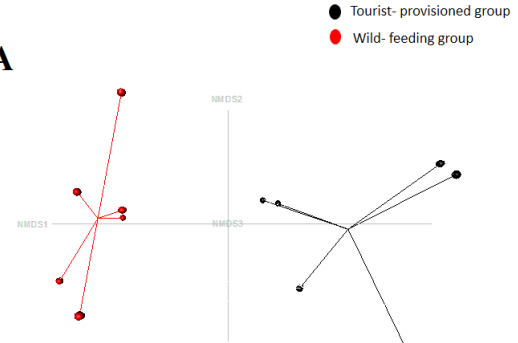 Tourist- provisioned group
Wild- feeding group
A
NMDS2
NMDS1
NMDS3